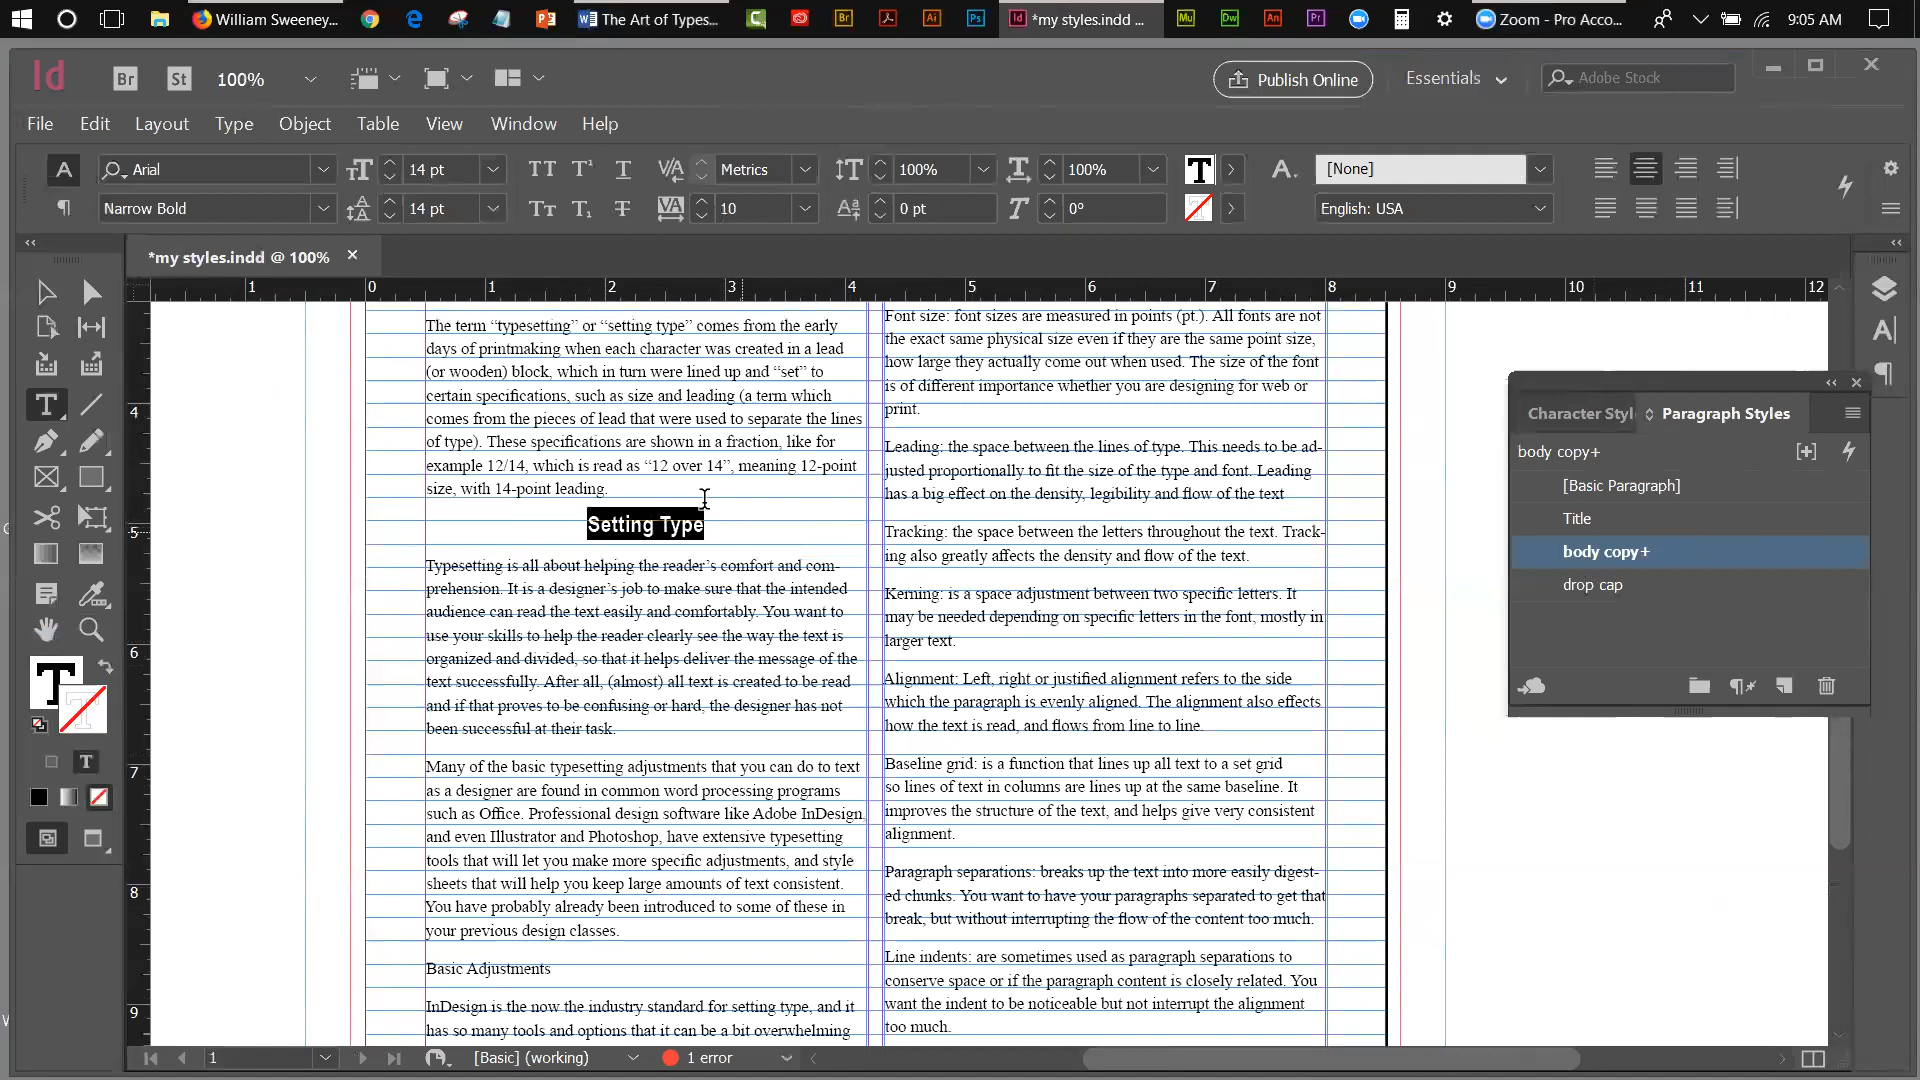 William Sweeney...
The Art of Types...
*my styles.indd ...
Zoom - Pro Acco...
9:05 AM
Id
Br
St
100%
Publish Online
Essentials
Adobe Stock
File Edit Layout Type Object Table View Window Help
Arial
14 pt
Metrics
100%
100%
[None]
Narrow Bold
14 pt
10
0 pt
0°
English: USA
*my styles.indd @ 100%
1 0 1 2 3 4 5 6 7 8 9 10 11 12
4
5
6
7
8
9
The term “typesetting” or “setting type” comes from the early
days of printmaking when each character was created in a lead
(or wooden) block, which in turn were lined up and “set” to
certain specifications, such as size and leading (a term which
comes from the pieces of lead that were used to separate the lines
of type). These specifications are shown in a fraction, like for
example 12/14, which is read as “12 over 14”, meaning 12-point
size, with 14-point leading.
Setting Type
Typesetting is all about helping the reader’s comfort and com-
prehension. It is a designer’s job to make sure that the intended
audience can read the text easily and comfortably. You want to
use your skills to help the reader clearly see the way the text is
organized and divided, so that it helps deliver the message of the
text successfully. After all, (almost) all text is created to be read
and if that proves to be confusing or hard, the designer has not
been successful at their task.
Many of the basic typesetting adjustments that you can do to text
as a designer are found in common word processing programs
such as Office. Professional design software like Adobe InDesign,
and even Illustrator and Photoshop, have extensive typesetting
tools that will let you make more specific adjustments, and style
sheets that will help you keep large amounts of text consistent.
You have probably already been introduced to some of these in
your previous design classes.
Basic Adjustments
InDesign is the now the industry standard for setting type, and it
has so many tools and options that it can be a bit overwhelming
Font size: font sizes are measured in points (pt.). All fonts are not
the exact same physical size even if they are the same point size,
how large they actually come out when used. The size of the font
is of different importance whether you are designing for web or
print.
Leading: the space between the lines of type. This needs to be ad-
justed proportionally to fit the size of the type and font. Leading
has a big effect on the density, legibility and flow of the text
Tracking: the space between the letters throughout the text. Track-
ing also greatly affects the density and flow of the text.
Kerning: is a space adjustment between two specific letters. It
may be needed depending on specific letters in the font, mostly in
larger text.
Alignment: Left, right or justified alignment refers to the side
which the paragraph is evenly aligned. The alignment also effects
how the text is read, and flows from line to line.
Baseline grid: is a function that lines up all text to a set grid
so lines of text in columns are lines up at the same baseline. It
improves the structure of the text, and helps give very consistent
alignment.
Paragraph separations: breaks up the text into more easily digest-
ed chunks. You want to have your paragraphs separated to get that
break, but without interrupting the flow of the content too much.
Line indents: are sometimes used as paragraph separations to
conserve space or if the paragraph content is closely related. You
want the indent to be noticeable but not interrupt the alignment
too much.
Character Styl
Paragraph Styles
body copy+
[Basic Paragraph]
Title
body copy+
drop cap
1
[Basic] (working)
1 error